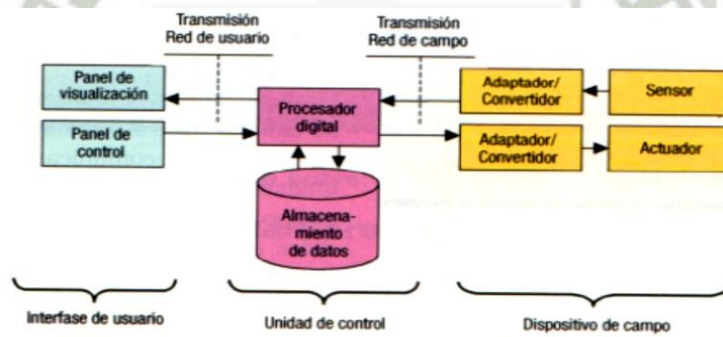 Transmisión
Red de usuario
Transmisión
Red de campo
Panel de
visualización
Procesador
digital
Adaptador/
Convertidor
Sensor
Panel de
control
Adaptador/
Convertidor
Actuador
Almacena-
miento
de datos
Interfase de usuario
Unidad de control
Dispositivo de campo